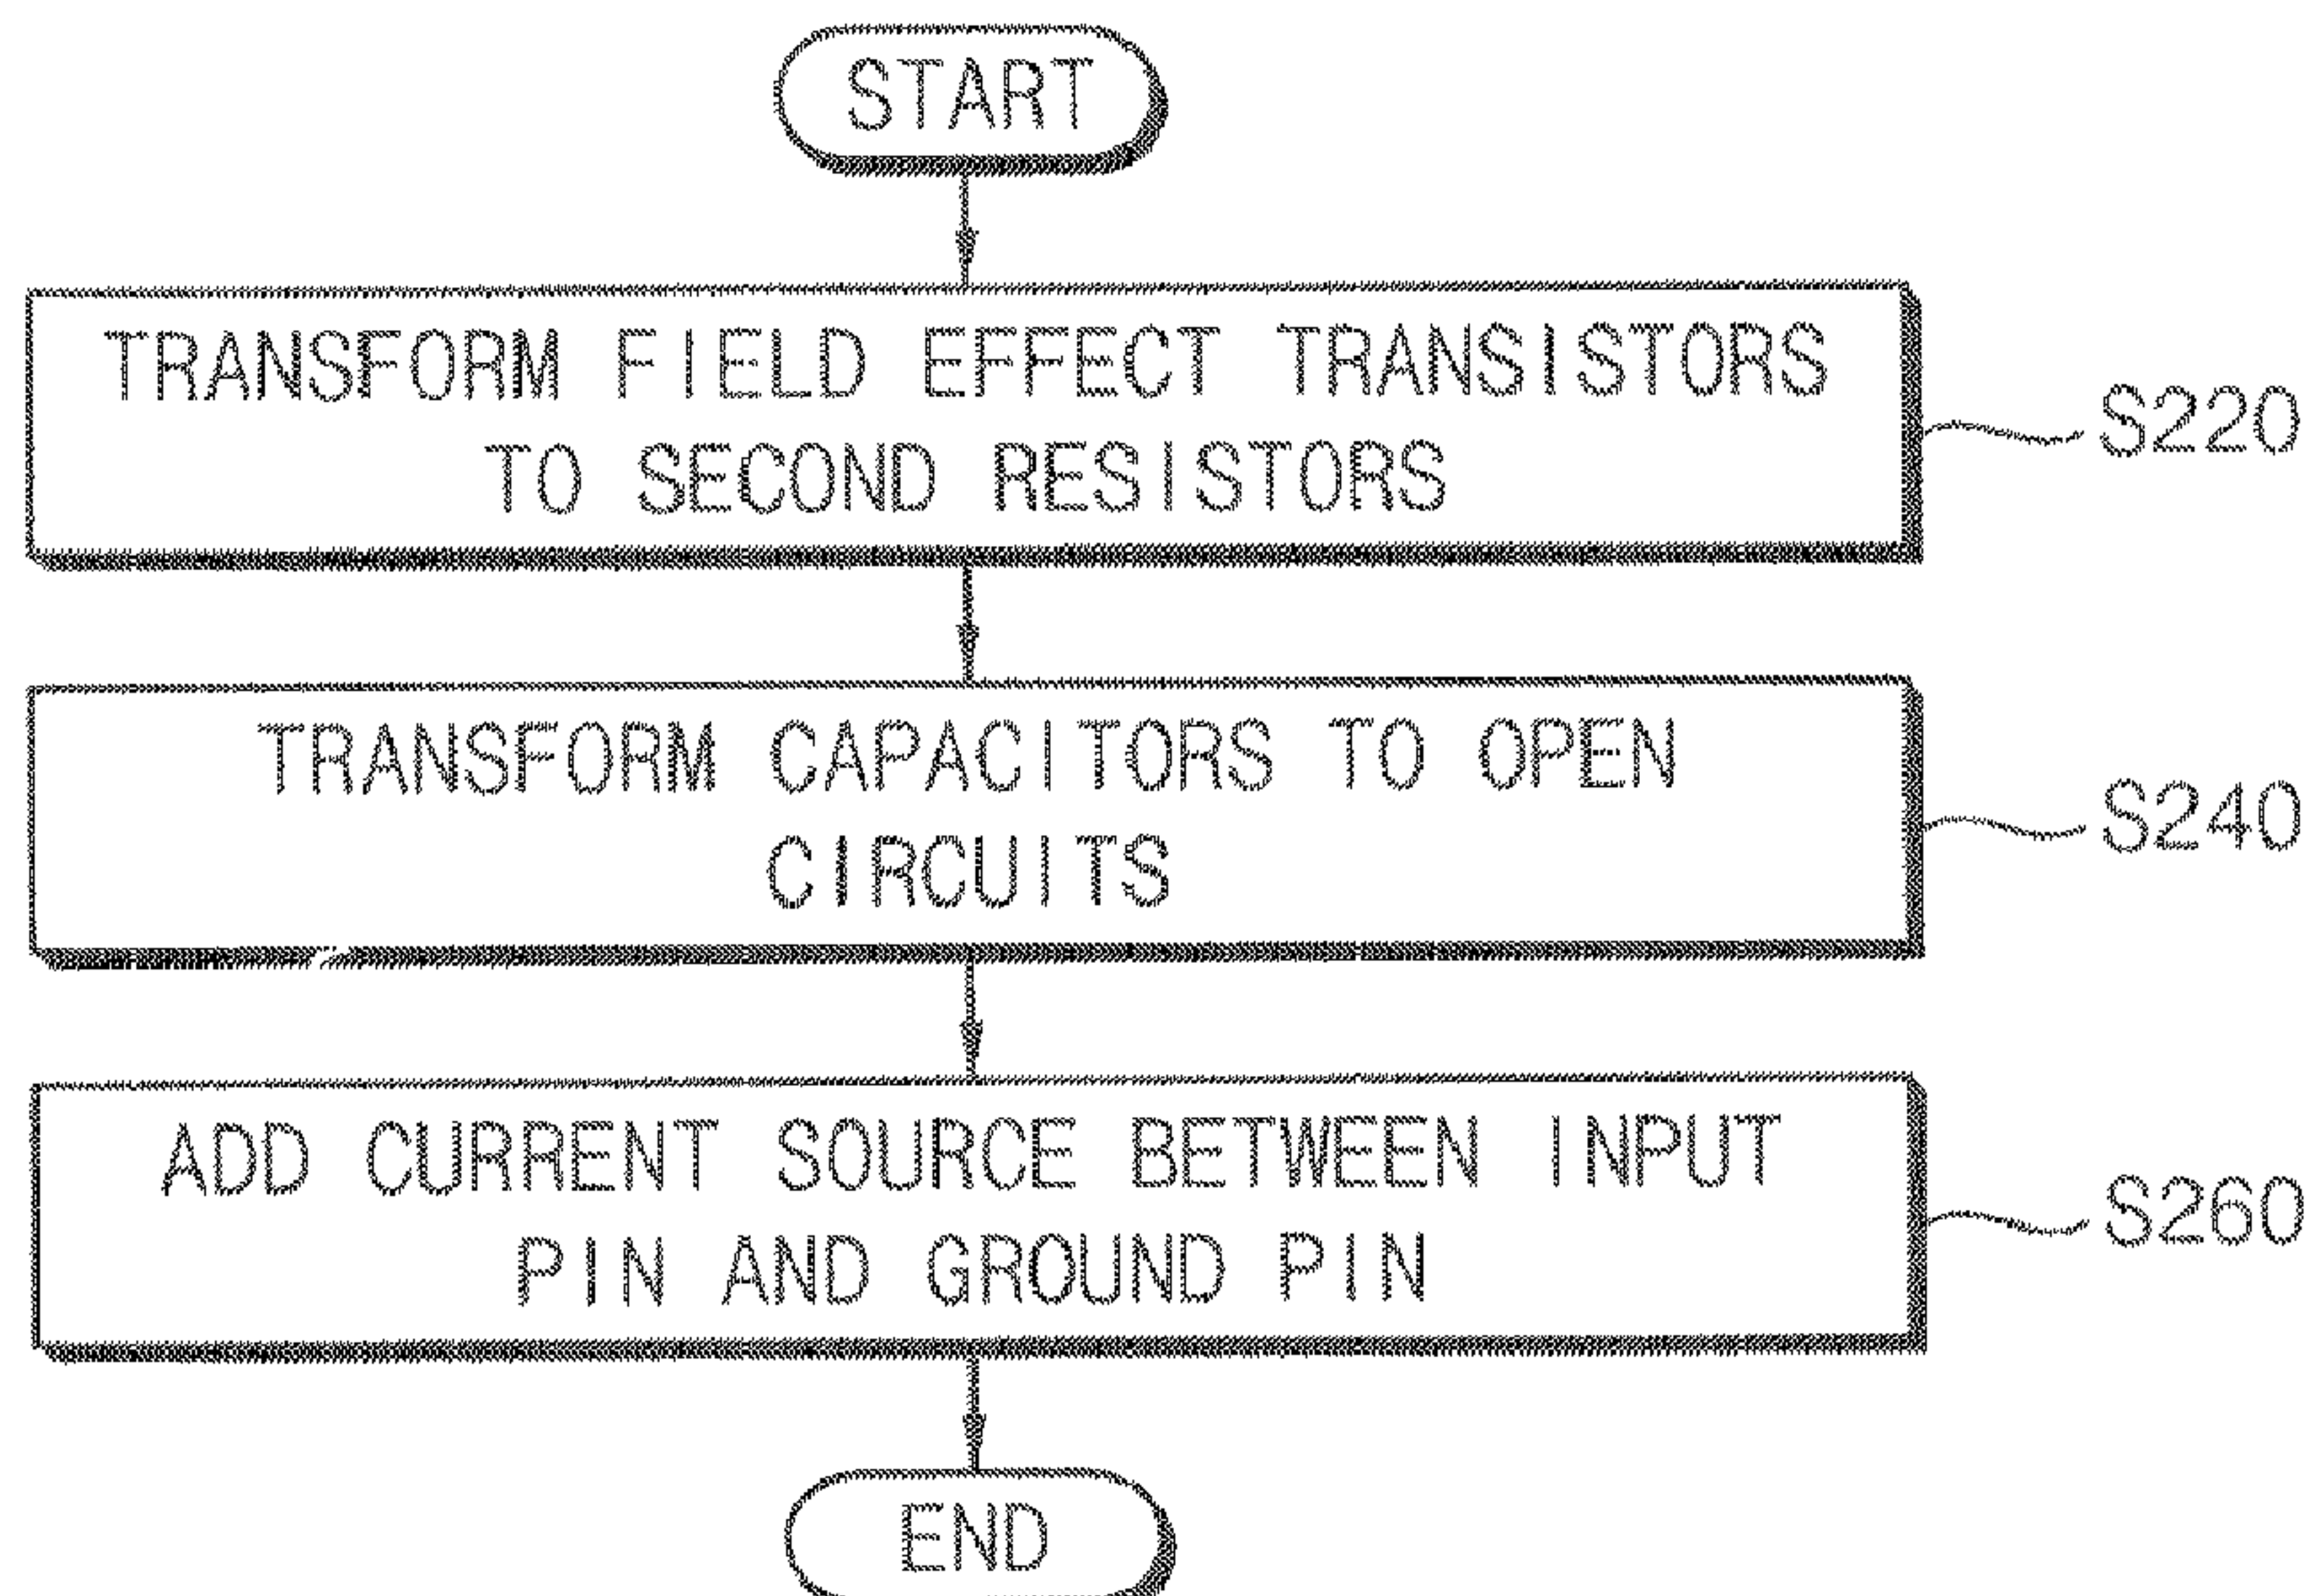 START
TRANSFORM FIELD EFFECT TRANSISTORS
TO SECOND RESISTORS
S220
TRANSFORM CAPACITORS TO OPEN
CIRCUITS
S240
ADD CURRENT SOURCE BETWEEN INPUT
PIN AND GROUND PIN
S260
END